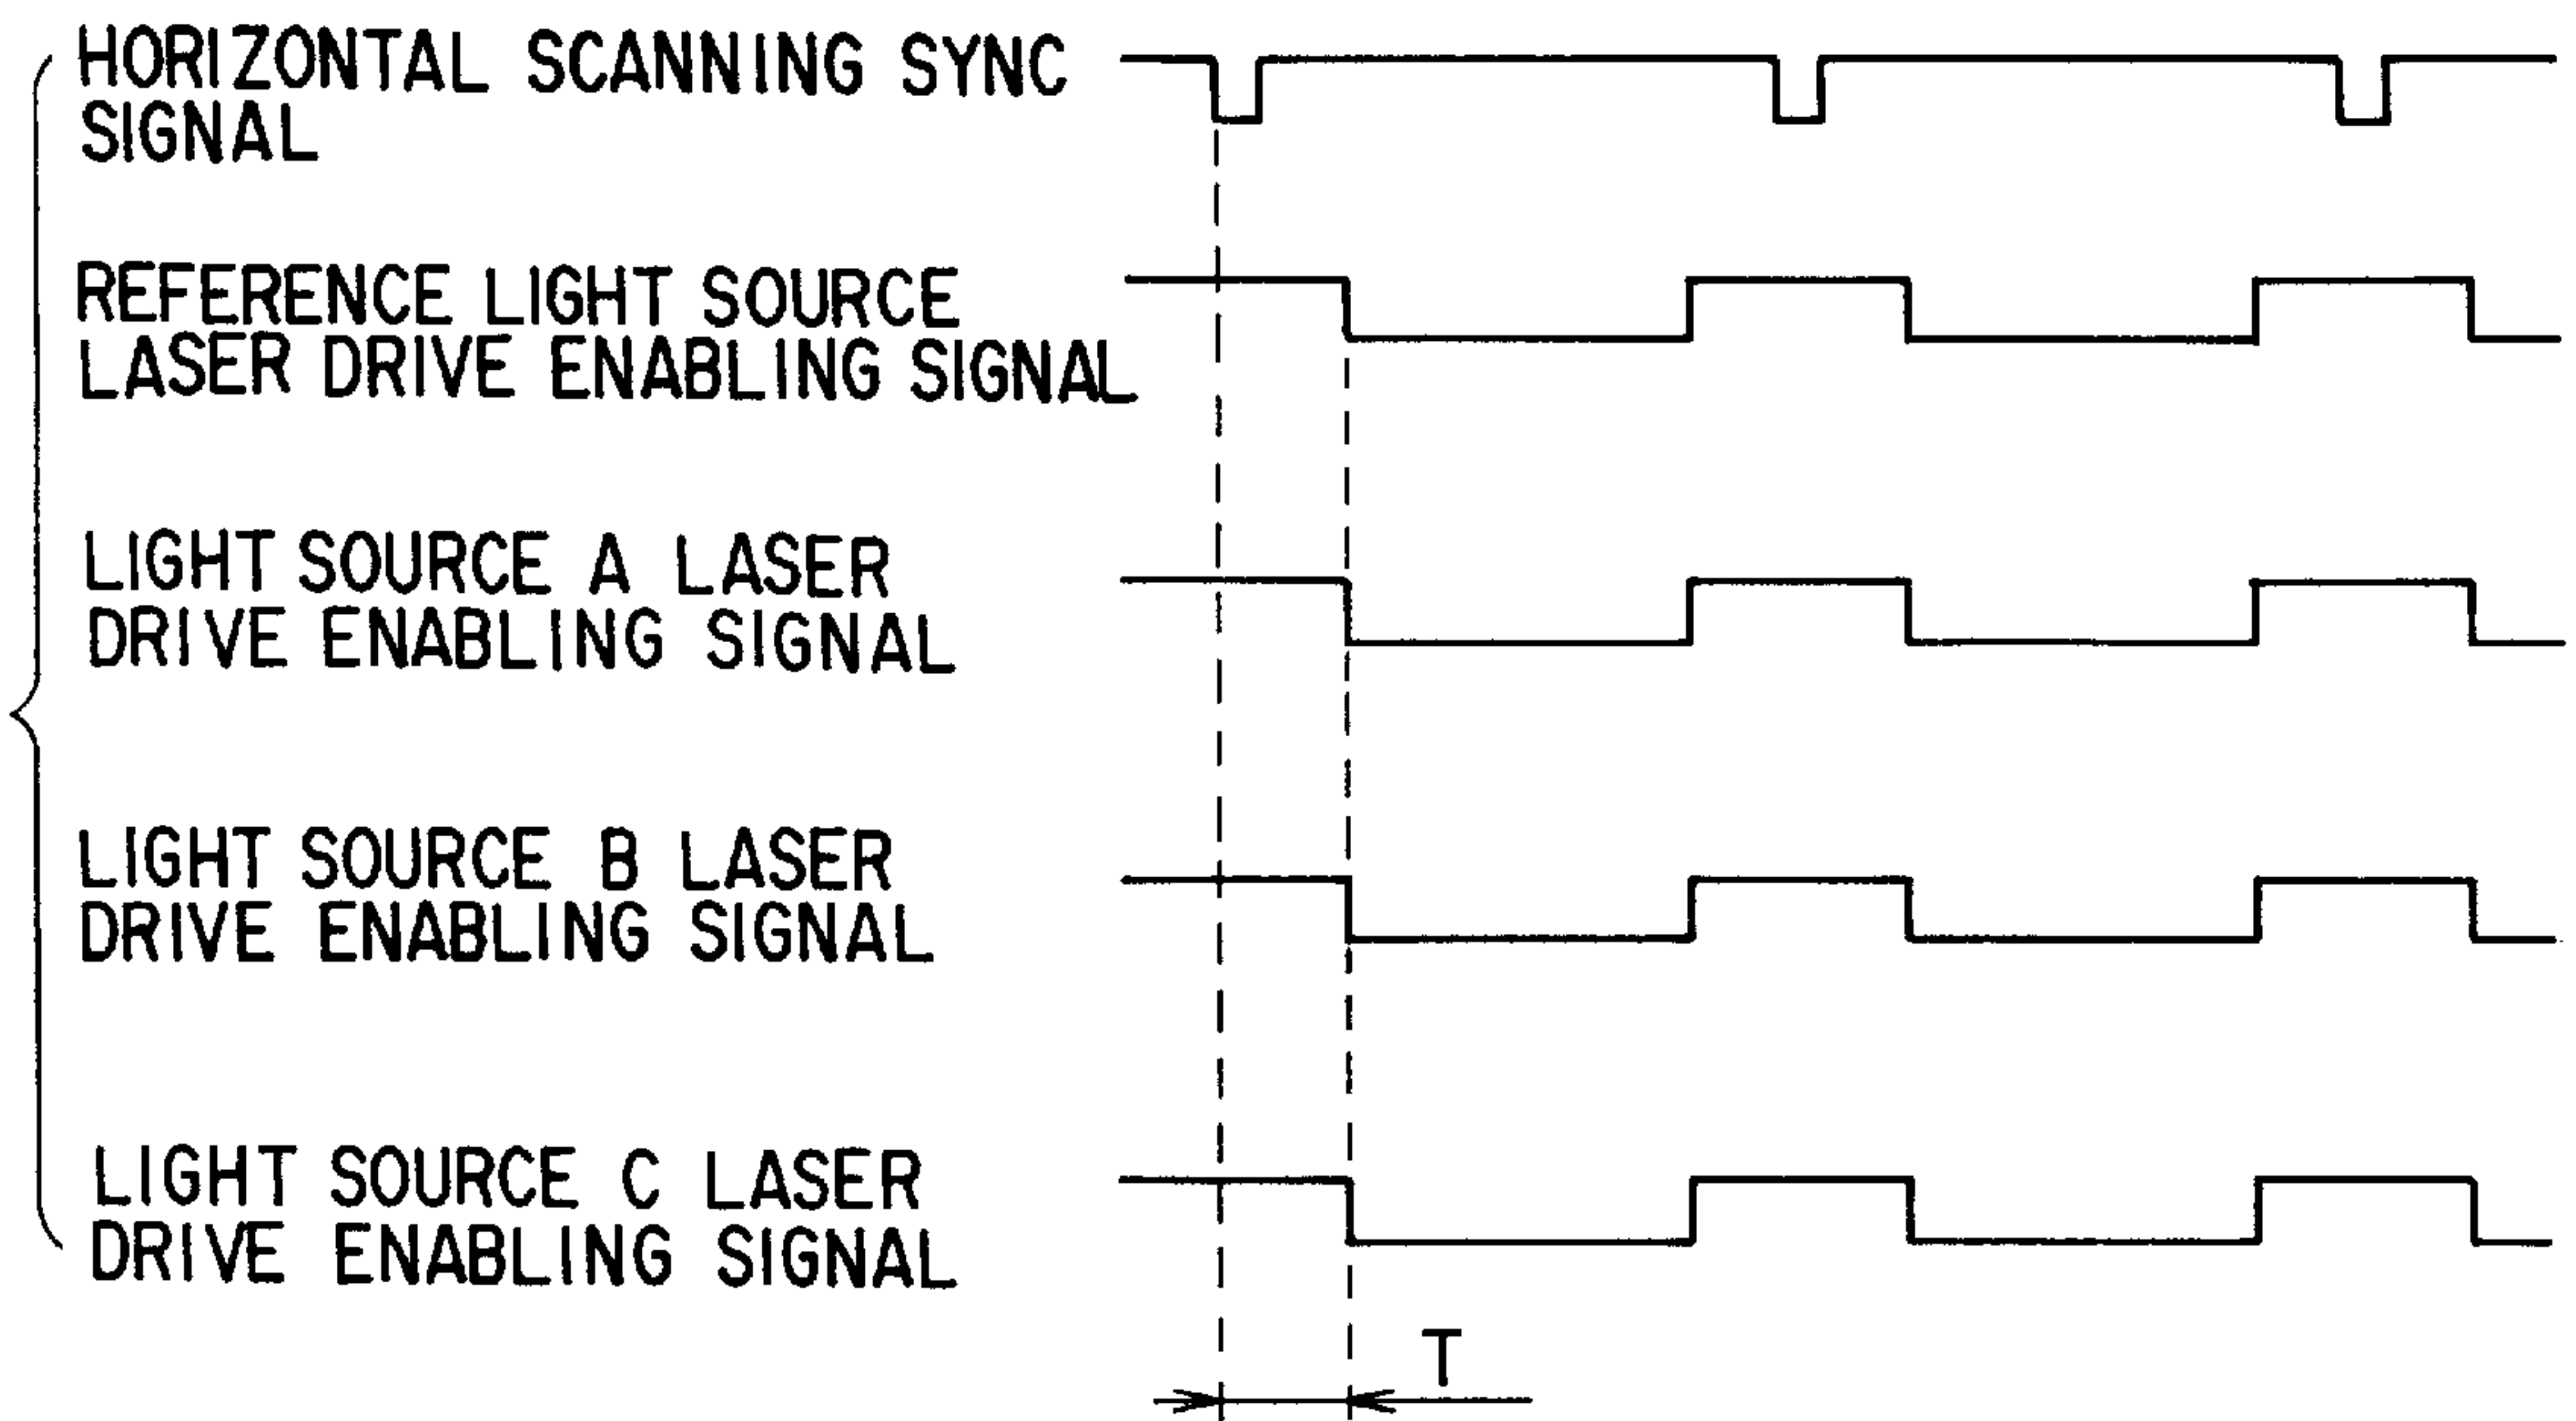 HORIZONTAL SCANNING SYNC
SIGNAL
REFERENCE LIGHT SOURCE
LASER DRIVE ENABLING SIGNAL
LIGHT SOURCE A LASER
DRIVE ENABLING SIGNAL
LIGHT SOURCE B LASER
DRIVE ENABLING SIGNAL
LIGHT SOURCE C LASER
DRIVE ENABLING SIGNAL
T